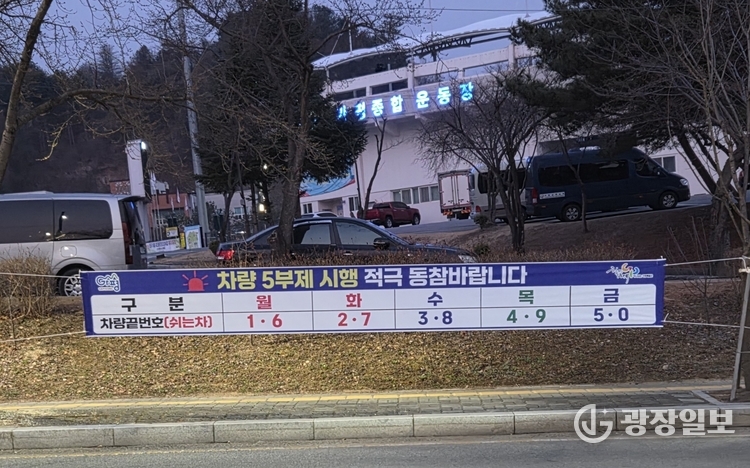 종합 운동장
차량 5부제 시행 적극 동참바랍니다
구 분 월 화 수 목 금
차량끝번호(쉬는차) 1·6 2·7 3·8 4·9 5·0
광장일보